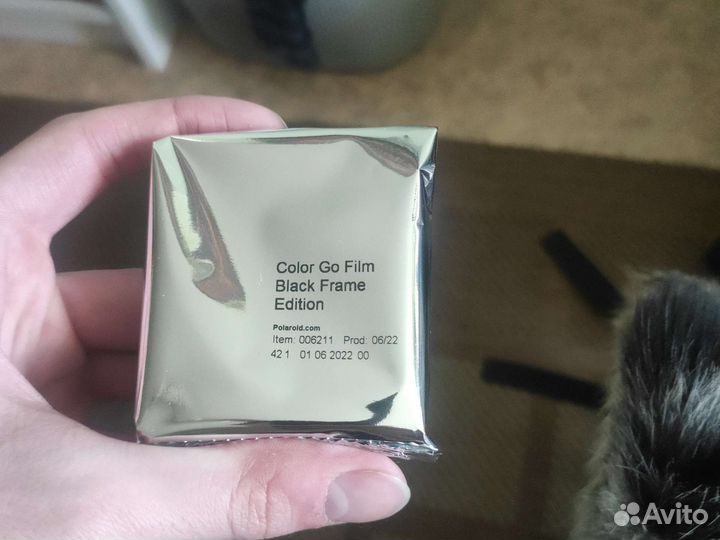 Color Go Film
Black Frame
Edition
Polaroid.com
Item: 006211 Prod: 06/22
42 1 01 06 2022 00
Avito